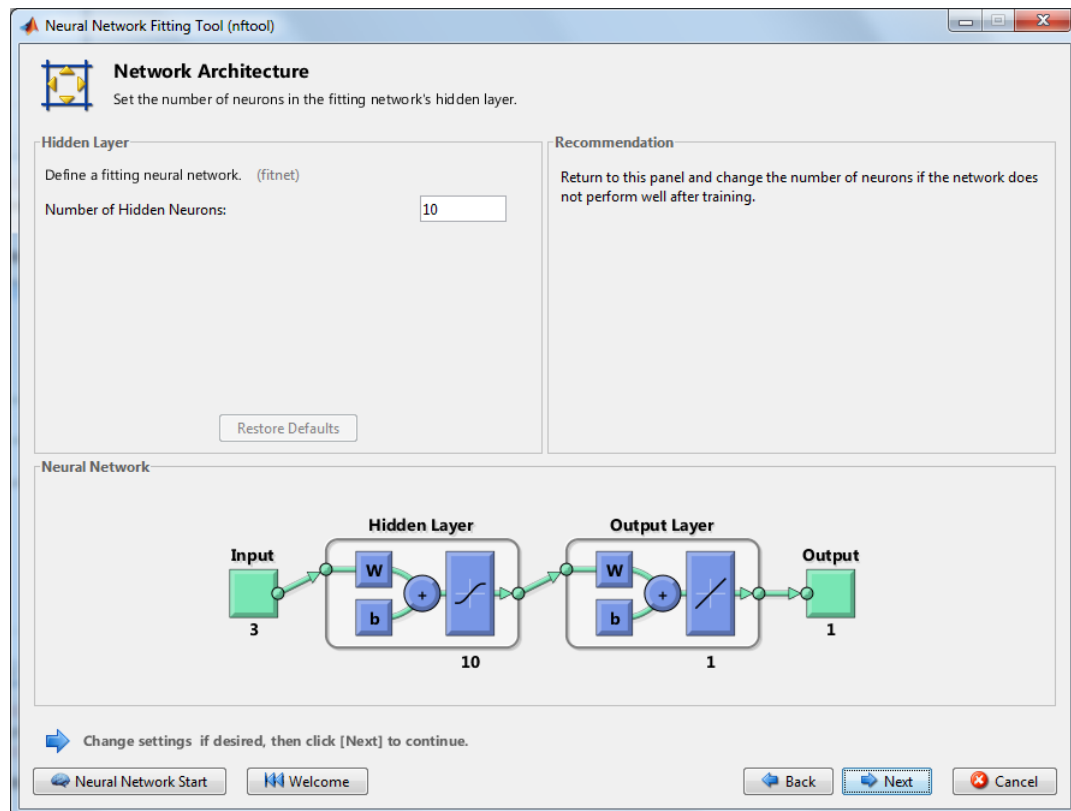 Neural Network Fitting Tool (nftool)
Network Architecture
Set the number of neurons in the fitting network's hidden layer.
Hidden Layer
Define a fitting neural network. (fitnet)
Number of Hidden Neurons: 10
Restore Defaults
Recommendation
Return to this panel and change the number of neurons if the network does
not perform well after training.
Neural Network
Hidden Layer
Output Layer
Input
W
b
+
W
b
+
Output
3
10
1
1
Change settings if desired, then click [Next] to continue.
Neural Network Start
Welcome
Back
Next
Cancel